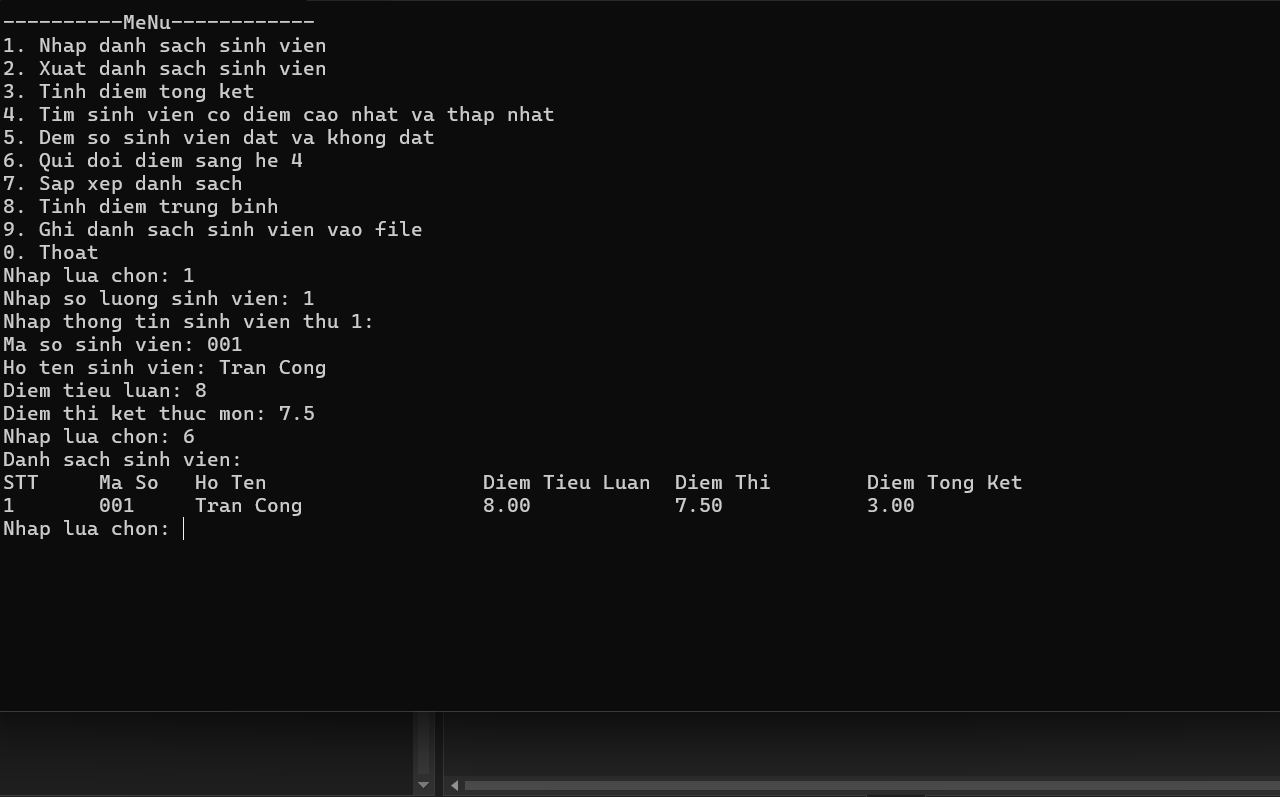 ----------MeNu------------
1. Nhap danh sach sinh vien
2. Xuat danh sach sinh vien
3. Tinh diem tong ket
4. Tim sinh vien co diem cao nhat va thap nhat
5. Dem so sinh vien dat va khong dat
6. Qui doi diem sang he 4
7. Sap xep danh sach
8. Tinh diem trung binh
9. Ghi danh sach sinh vien vao file
0. Thoat
Nhap lua chon: 1
Nhap so luong sinh vien: 1
Nhap thong tin sinh vien thu 1:
Ma so sinh vien: 001
Ho ten sinh vien: Tran Cong
Diem tieu luan: 8
Diem thi ket thuc mon: 7.5
Nhap lua chon: 6
Danh sach sinh vien:
STT     Ma So   Ho Ten                  Diem Tieu Luan  Diem Thi        Diem Tong Ket
1       001     Tran Cong               8.00            7.50            3.00
Nhap lua chon: